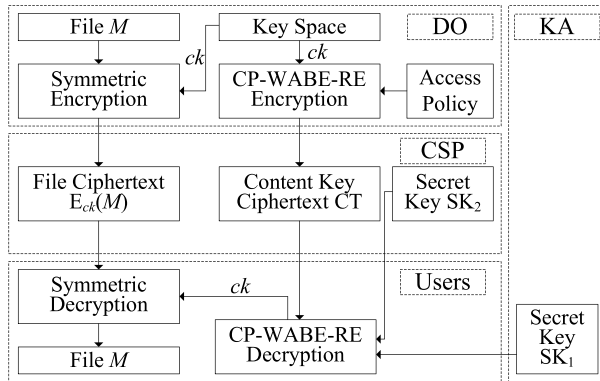 File M
Key Space
DO
KA
ck
ck
Symmetric
Encryption
CP-WABE-RE
Encryption
Access
Policy
CSP
File Ciphertext
E_ck(M)
Content Key
Ciphertext CT
Secret
Key SK₂
Symmetric
Decryption
ck
Users
CP-WABE-RE
Decryption
File M
Secret
Key
SK₁